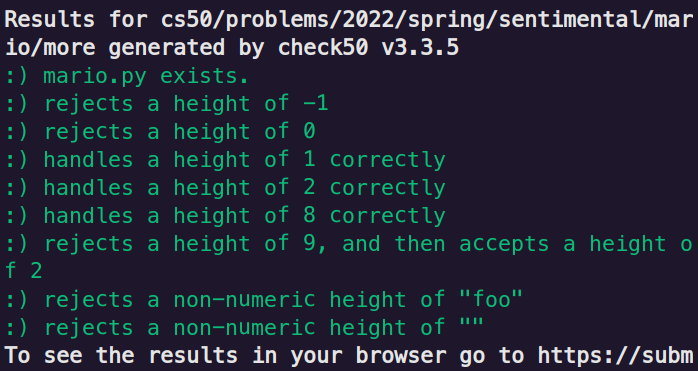 Results for cs50/problems/2022/spring/sentimental/mar
io/more generated by check50 v3.3.5
:) mario.py exists.
:) rejects a height of -1
:) rejects a height of 0
:) handles a height of 1 correctly
:) handles a height of 2 correctly
:) handles a height of 8 correctly
:) rejects a height of 9, and then accepts a height o
f 2
:) rejects a non-numeric height of "foo"
:) rejects a non-numeric height of ""
To see the results in your browser go to https://subm